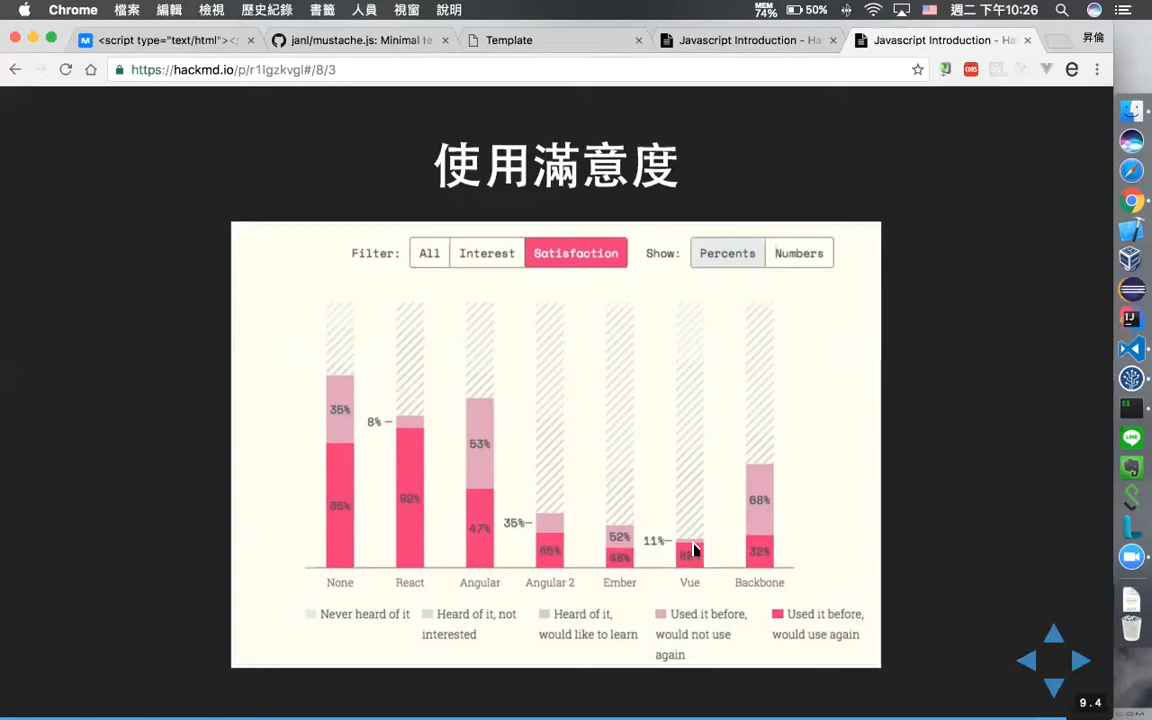 Chrome 檔案 編輯 檢視 歷史紀錄 書籤 人員 視窗 說明 MEM 74% 50% 週二 下午10:26
<script type="text/html"></ janl/mustache.js: Minimal te Template Javascript Introduction - Ha Javascript Introduction - Ha 昇倫
https://hackmd.io/p/r1lgzkvgl#/8/3
使用滿意度
Filter: All Interest Satisfaction Show: Percents Numbers
35%
8%
53%
92%
65%
47%
35%
65%
52%
48%
11%
68%
32%
None React Angular Angular 2 Ember Vue Backbone
Never heard of it Heard of it, not Heard of it, Used it before, Used it before,
interested would like to learn would not use would use again
again
9.4